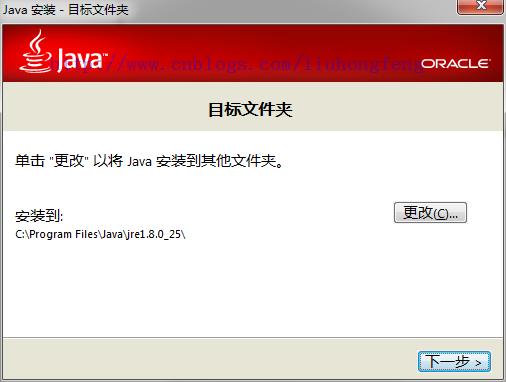 Java 安装 - 目标文件夹
Java™
http://www.cnblogs.com/liuhongfeng
ORACLE
目标文件夹
单击 "更改" 以将 Java 安装到其他文件夹。
安装到:
更改(C)...
C:\Program Files\Java\jre1.8.0_25\
下一步 >